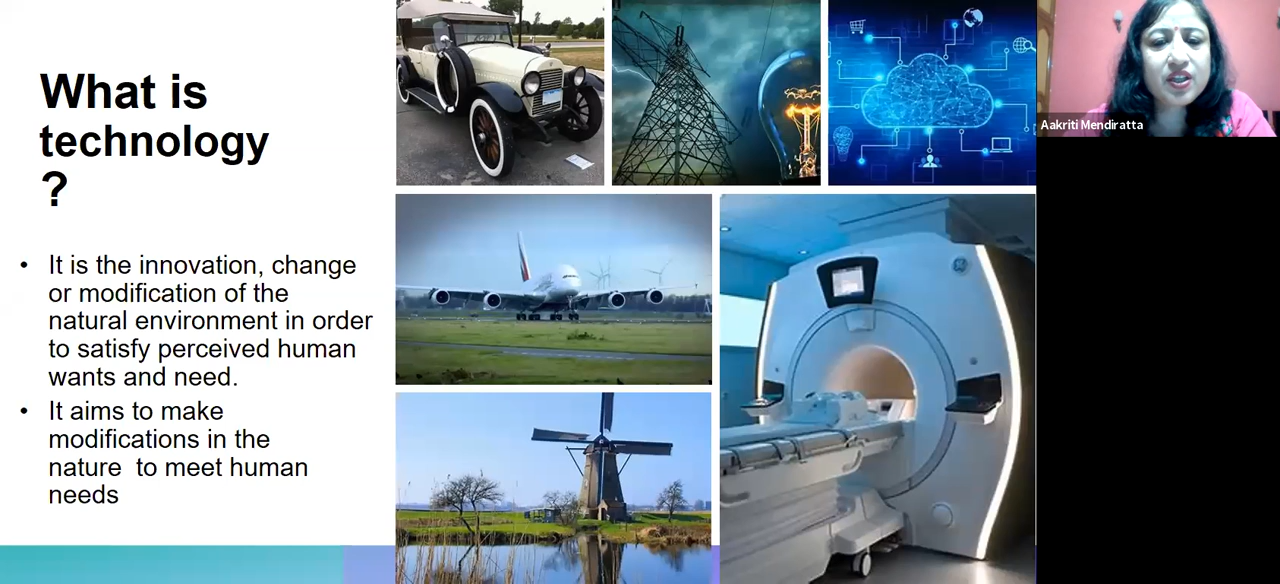 What is
technology
?
• It is the innovation, change
or modification of the
natural environment in order
to satisfy perceived human
wants and need.
• It aims to make
modifications in the
nature  to meet human
needs
Aakriti Mendiratta